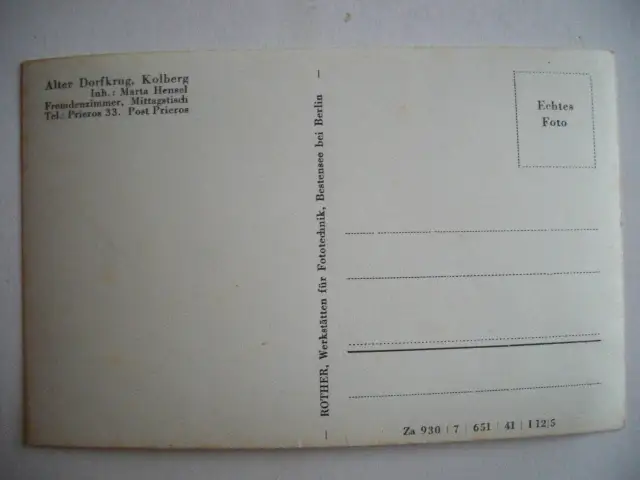 Alter Dorfkrug, Kolberg
Inh.: Marta Hensel
Fremdenzimmer, Mittagstisch
Tel.: Prieros 33. Post Prieros
ROTHER, Werkstätten für Fototechnik, Bestensee bei Berlin
Echtes
Foto
Za 930 | 7 | 651 | 41 | I 12|5